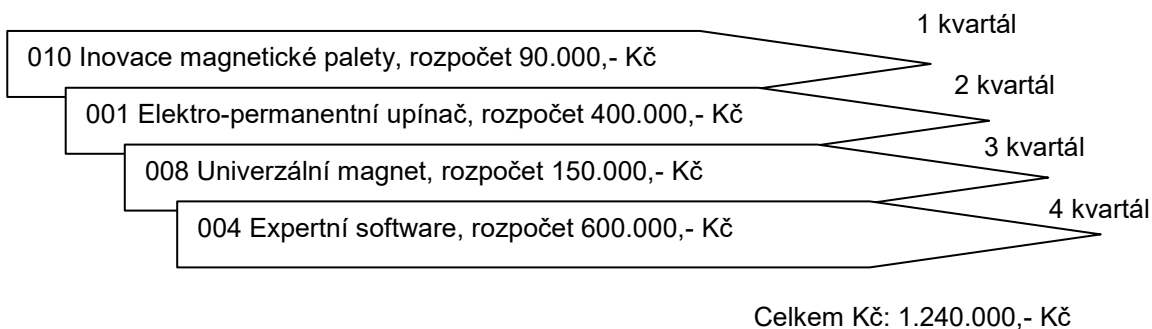 1 kvartál
010 Inovace magnetické palety, rozpočet 90.000,- Kč
2 kvartál
001 Elektro-permanentní upínač, rozpočet 400.000,- Kč
3 kvartál
008 Univerzální magnet, rozpočet 150.000,- Kč
4 kvartál
004 Expertní software, rozpočet 600.000,- Kč
Celkem Kč: 1.240.000,- Kč